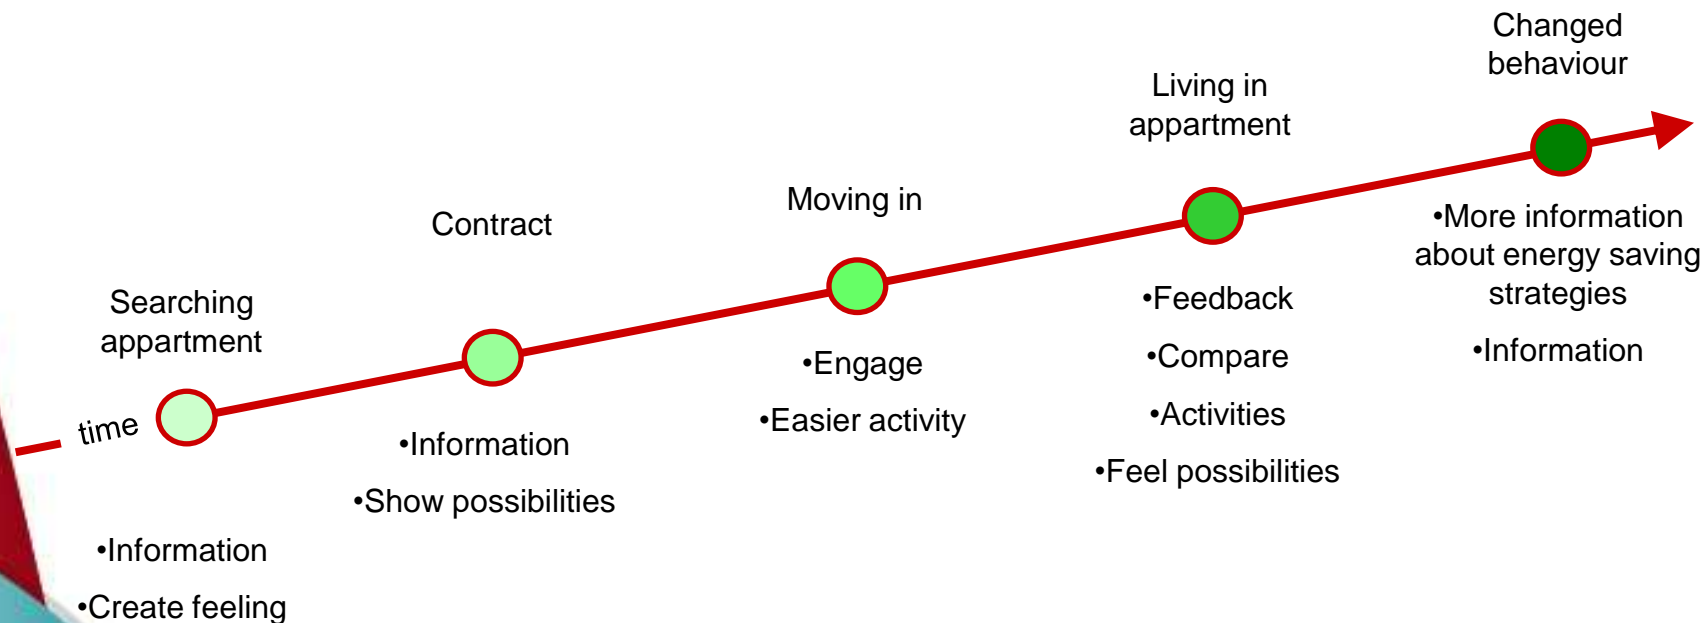 time
Searching
appartment
•Information
•Create feeling
Contract
•Information
•Show possibilities
Moving in
•Engage
•Easier activity
Living in
appartment
•Feedback
•Compare
•Activities
•Feel possibilities
Changed
behaviour
•More information
about energy saving
strategies
•Information